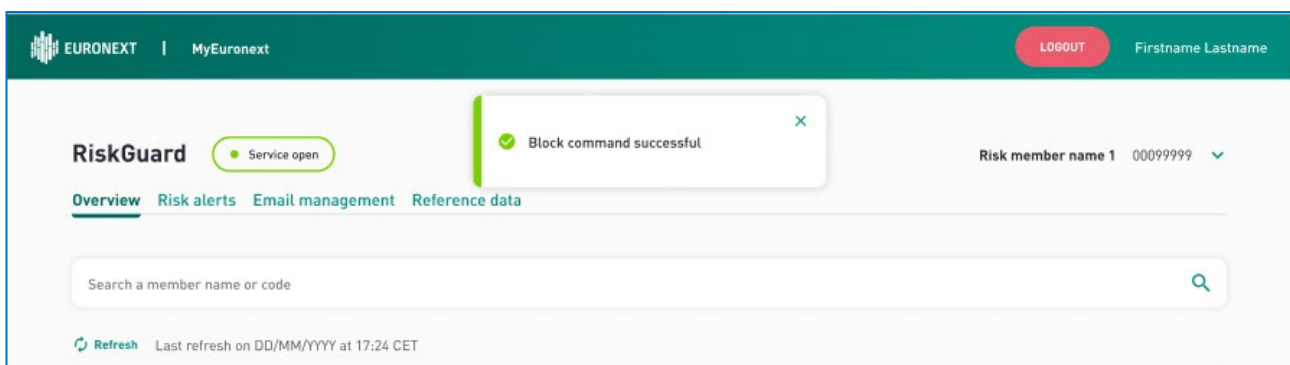 EURONEXT | MyEuronext LOGOUT Firstname Lastname
Block command successful
RiskGuard Service open Risk member name 1 00099999
Overview Risk alerts Email management Reference data
Search a member name or code
Refresh Last refresh on DD/MM/YYYY at 17:24 CET